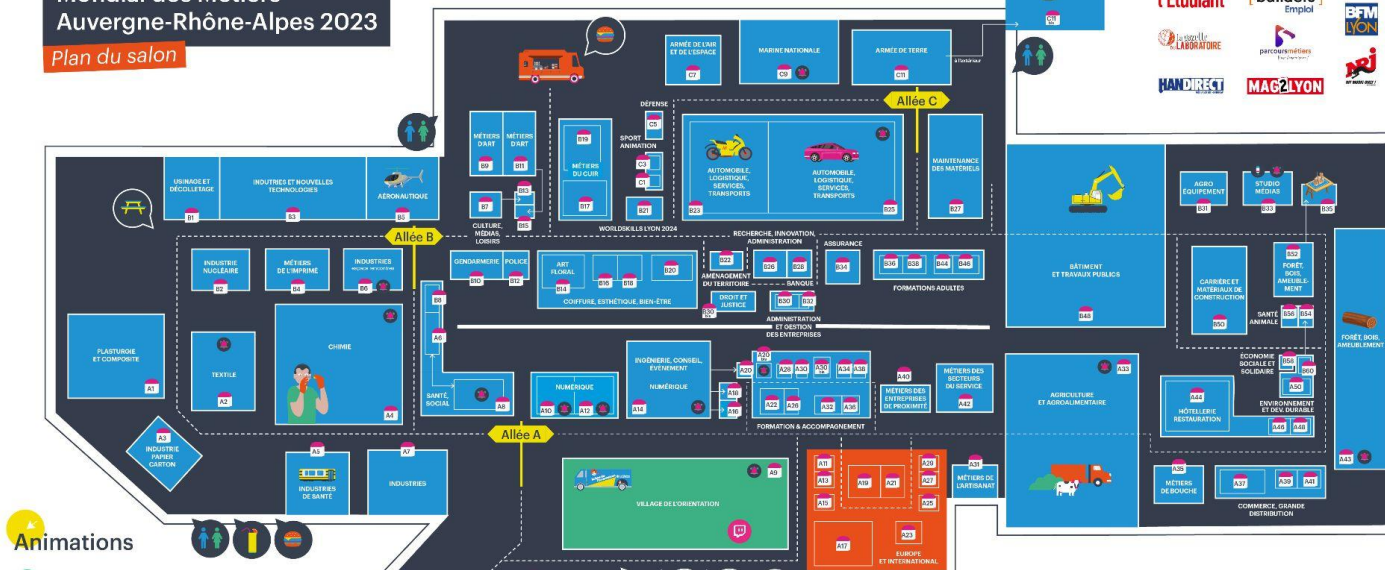 Mondial des Métiers
Auvergne-Rhône-Alpes 2023
Plan du salon
l'Etudiant
Emploi
BFM
LYON
LABORATOIRE
parcoursmétiers
HANDIRECT
MAG2LYON
NRJ
C11
à l'extérieur
ARMÉE DE L'AIR
ET DE L'ESPACE
C7
MARINE NATIONALE
C9
ARMÉE DE TERRE
C11
Allée C
DÉFENSE
C5
SPORT
ANIMATION
C3
C1
B21
WORLDSKILLS LYON 2024
MÉTIERS
D'ART
B9
MÉTIERS
D'ART
B11
B19
MÉTIERS
DU CUIR
B17
B7
B13
B15
CULTURE,
MÉDIAS,
LOISIRS
AUTOMOBILE,
LOGISTIQUE,
SERVICES,
TRANSPORTS
B23
AUTOMOBILE,
LOGISTIQUE,
SERVICES,
TRANSPORTS
B25
MAINTENANCE
DES MATÉRIELS
B27
USINAGE ET
DÉCOLLETAGE
B1
INDUTRIES ET NOUVELLES
TECHNOLOGIES
B3
AÉRONAUTIQUE
B5
AGRO
ÉQUIPEMENT
B31
STUDIO
MÉDIAS
B33
B35
Allée B
INDUSTRIE
NUCLÉAIRE
B2
MÉTIERS
DE L'IMPRIMÉ
B4
INDUSTRIES
B6
GENDARMERIE
B10
POLICE
B12
ART
FLORAL
B14
B16
B18
B20
COIFFURE, ESTHÉTIQUE, BIEN-ÊTRE
RECHERCHE, INNOVATION,
ADMINISTRATION
B22
AMÉNAGEMENT
DU TERRITOIRE
B26
B28
BANQUE
ASSURANCE
B34
B36
B38
B44
B46
FORMATIONS ADULTES
DROIT ET
JUSTICE
B30
B30
B32
ADMINISTRATION
ET GESTION
DES ENTREPRISES
BÂTIMENT
ET TRAVAUX PUBLICS
B48
CARRIÈRE ET
MATÉRIAUX DE
CONSTRUCTION
B50
B52
FORÊT,
BOIS,
AMEUBLE-
MENT
SANTÉ
ANIMALE
B56
B54
FORÊT, BOIS,
AMEUBLEMENT
A43
PLASTURGIE
ET COMPOSITE
A1
TEXTILE
A2
CHIMIE
A4
B8
A6
SANTÉ,
SOCIAL
A8
NUMÉRIQUE
A10
A12
INGÉNIERIE, CONSEIL,
ÉVÉNEMENT
NUMÉRIQUE
A14
A20
A18
A16
A20
bis
A28
A30
A30
bis
A34
A38
A22
A26
A32
A36
FORMATION & ACCOMPAGNEMENT
A40
MÉTIERS DES
ENTREPRISES
DE PROXIMITÉ
MÉTIERS DES
SECTEURS
DU SERVICE
A42
AGRICULTURE
ET AGROALIMENTAIRE
A33
ÉCONOMIE
SOCIALE ET
SOLIDAIRE
B58
B60
A50
ENVIRONNEMENT
ET DEV. DURABLE
A44
HÔTELLERIE
RESTAURATION
A46
A48
Allée A
A3
INDUSTRIE
PAPIER
CARTON
A5
INDUSTRIES
DE SANTÉ
A7
INDUSTRIES
VILLAGE DE L'ORIENTATION
A9
A11
A13
A15
A19
A21
A29
A27
A25
A17
A23
EUROPE
ET INTERNATIONAL
A31
MÉTIERS DE
L'ARTISANAT
A35
MÉTIERS
DE BOUCHE
A37
A39
A41
COMMERCE, GRANDE
DISTRIBUTION
Animations